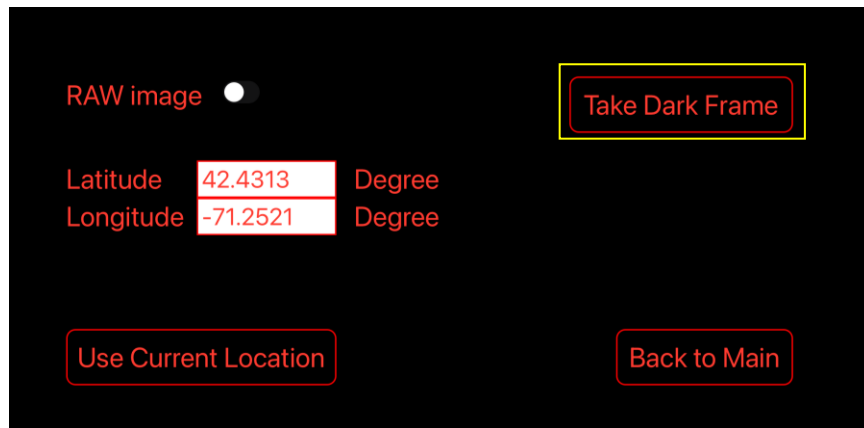 RAW image
Take Dark Frame
Latitude 42.4313 Degree
Longitude -71.2521 Degree
Use Current Location
Back to Main